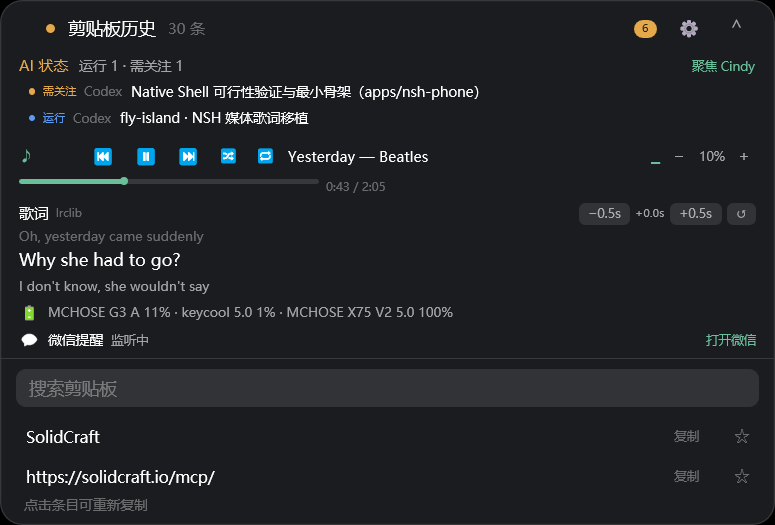 剪贴板历史 30 条 6 ^
AI 状态 运行 1 · 需关注 1 聚焦 Cindy
需关注 Codex Native Shell 可行性验证与最小骨架（apps/nsh-phone）
运行 Codex fly-island · NSH 媒体歌词移植
Yesterday — Beatles − 10% +
0:43 / 2:05
歌词 lrclib −0.5s +0.0s +0.5s ↺
Oh, yesterday came suddenly
Why she had to go?
I don't know, she wouldn't say
MCHOSE G3 A 11% · keycool 5.0 1% · MCHOSE X75 V2 5.0 100%
微信提醒 监听中 打开微信
搜索剪贴板
SolidCraft 复制 ☆
https://solidcraft.io/mcp/ 复制 ☆
点击条目可重新复制